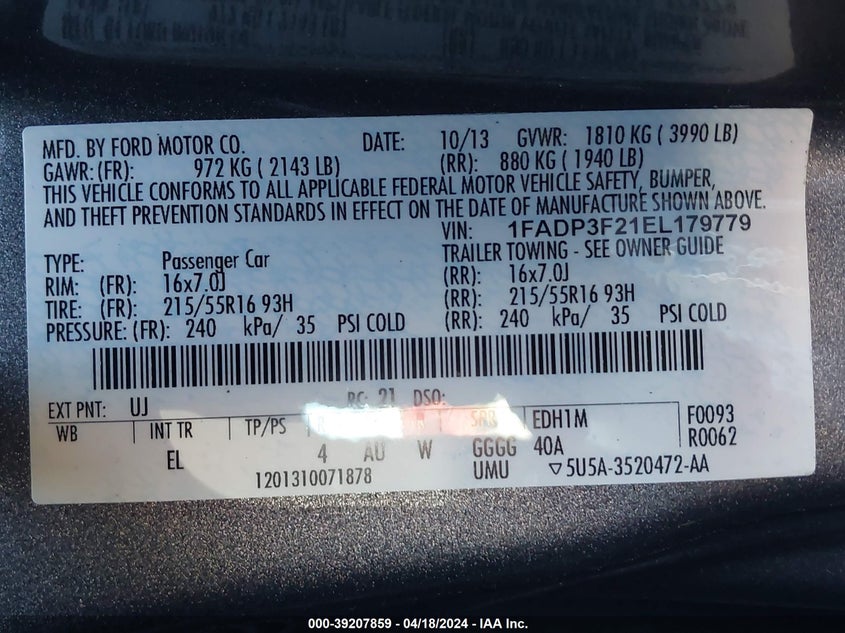 MFD. BY FORD MOTOR CO. DATE: 10/13 GVWR: 1810 KG ( 3990 LB)
GAWR: (FR): 972 KG ( 2143 LB) (RR): 880 KG ( 1940 LB)
THIS VEHICLE CONFORMS TO ALL APPLICABLE FEDERAL MOTOR VEHICLE SAFETY, BUMPER,
AND THEFT PREVENTION STANDARDS IN EFFECT ON THE DATE OF MANUFACTURE SHOWN ABOVE.
VIN: 1FADP3F21EL179779
TYPE: Passenger Car TRAILER TOWING - SEE OWNER GUIDE
RIM: (FR): 16x7.0J (RR): 16x7.0J
TIRE: (FR): 215/55R16 93H (RR): 215/55R16 93H
PRESSURE: (FR): 240 kPa/ 35 PSI COLD (RR): 240 kPa/ 35 PSI COLD
EXT PNT: UJ RC: 21 DSO:
WB INT TR TP/PS R SRR EDH1M F0093
EL 4 AU W GGGG 40A R0062
1201310071878 UMU ▽5U5A-3520472-AA
000-39207859 - 04/18/2024 - IAA Inc.